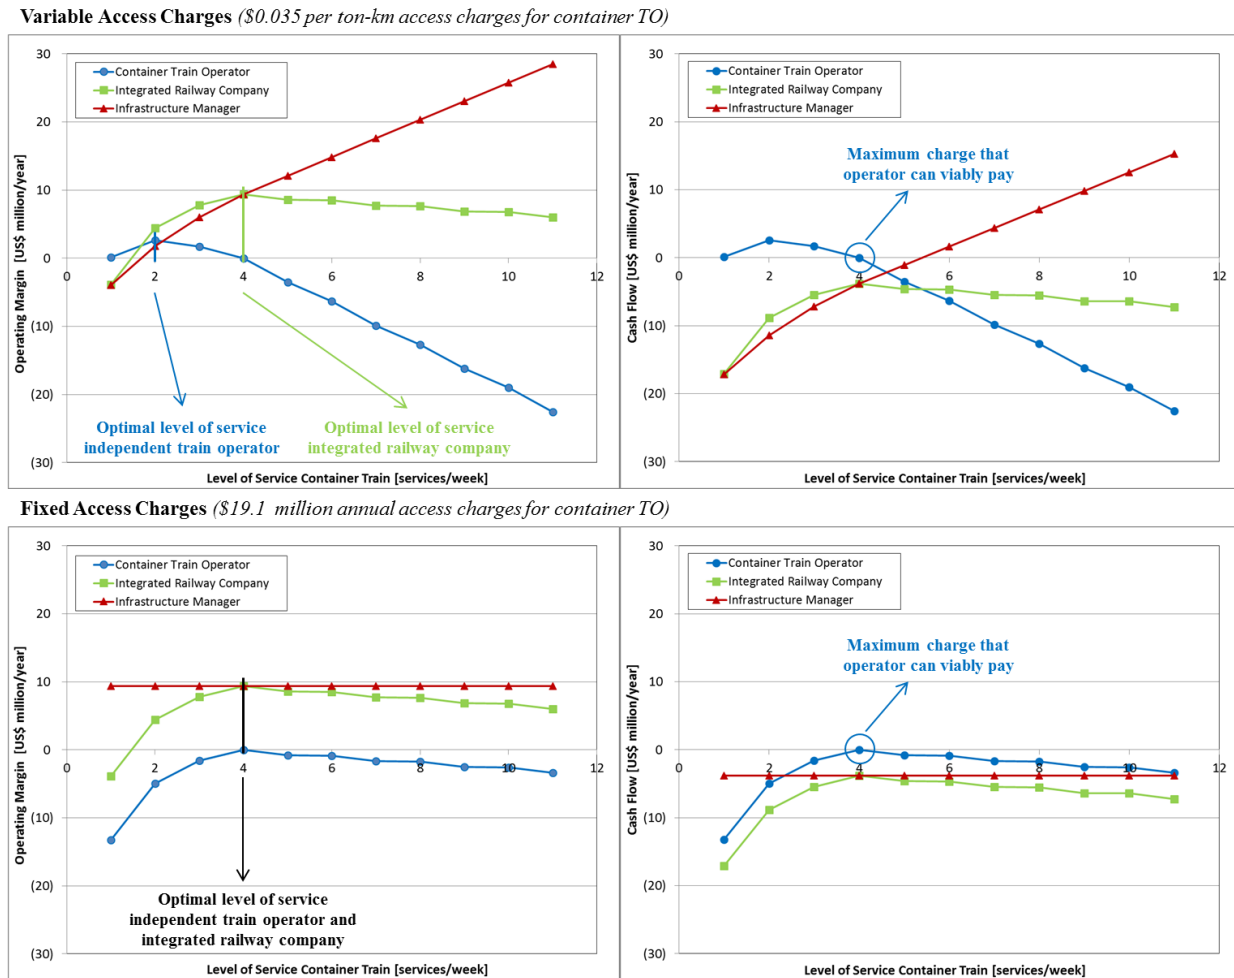 Variable Access Charges ($0.035 per ton-km access charges for container TO)
30
20
10
0
(10)
(20)
(30)
Operating Margin [US$ million/year]
Container Train Operator
Integrated Railway Company
Infrastructure Manager
0
2
4
6
8
10
12
Optimal level of service
independent train operator
Optimal level of service
integrated railway company
Level of Service Container Train [services/week]
30
20
10
0
(10)
(20)
(30)
Cash Flow [US$ million/year]
Container Train Operator
Integrated Railway Company
Infrastructure Manager
Maximum charge that
operator can viably pay
0
2
4
6
8
10
12
Level of Service Container Train [services/week]
Fixed Access Charges ($19.1 million annual access charges for container TO)
30
20
10
0
(10)
(20)
(30)
Operating Margin [US$ million/year]
Container Train Operator
Integrated Railway Company
Infrastructure Manager
0
2
4
6
8
10
12
Optimal level of service
independent train operator and
integrated railway company
Level of Service Container Train [services/week]
30
20
10
0
(10)
(20)
(30)
Cash Flow [US$ million/year]
Container Train Operator
Integrated Railway Company
Infrastructure Manager
Maximum charge that
operator can viably pay
0
2
4
6
8
10
12
Level of Service Container Train [services/week]